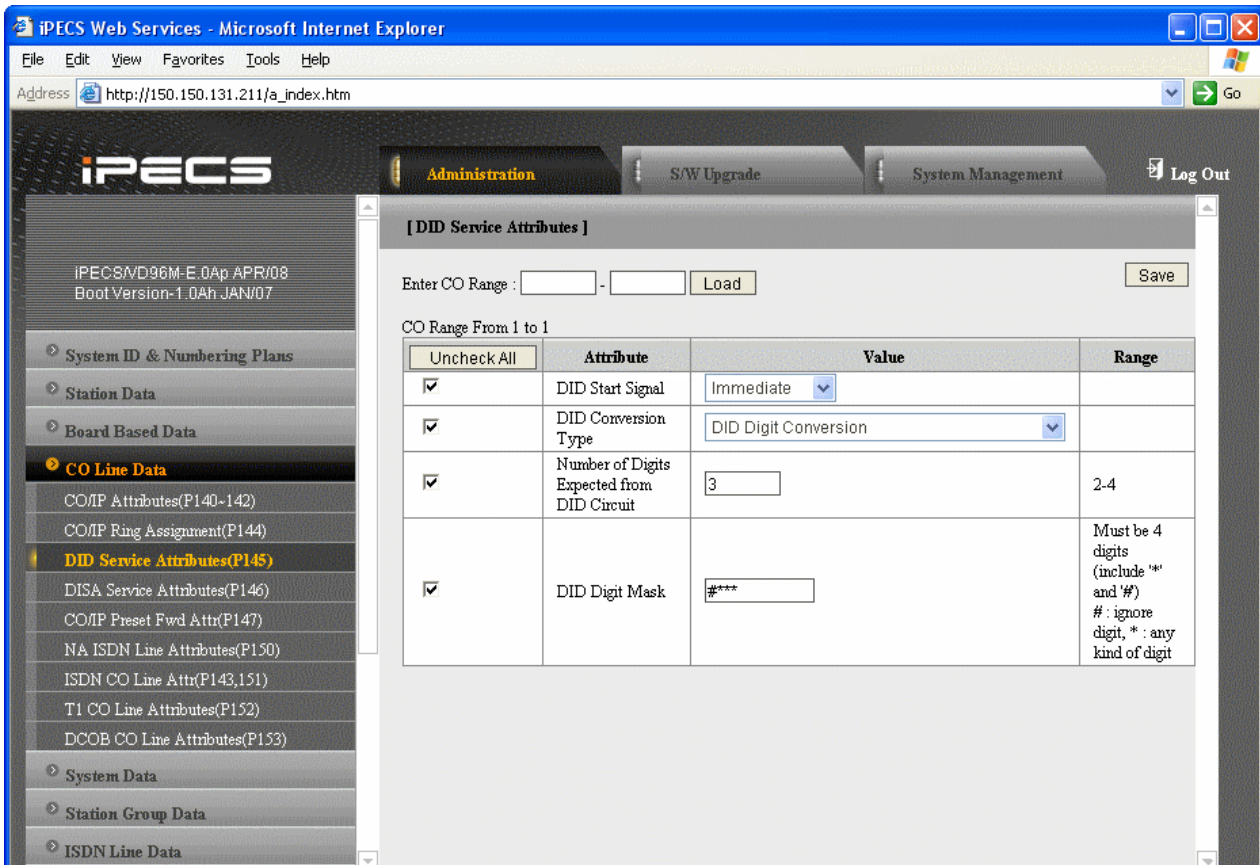 iPECS Web Services - Microsoft Internet Explorer
File Edit View Favorites Tools Help
Address http://150.150.131.211/a_index.htm Go
iPECS
Administration S/W Upgrade System Management Log Out
iPECS/VD96M-E.0Ap APR/08
Boot Version-1.0Ah JAN/07
System ID & Numbering Plans
Station Data
Board Based Data
CO Line Data
CO/IP Attributes(P140~142)
CO/IP Ring Assignment(P144)
DID Service Attributes(P145)
DISA Service Attributes(P146)
CO/IP Preset Fwd Attr(P147)
NA ISDN Line Attributes(P150)
ISDN CO Line Attr(P143,151)
T1 CO Line Attributes(P152)
DCOB CO Line Attributes(P153)
System Data
Station Group Data
ISDN Line Data
[ DID Service Attributes ]
Enter CO Range : - Load Save
CO Range From 1 to 1
Uncheck All Attribute Value Range
DID Start Signal Immediate
DID Conversion
Type
DID Digit Conversion
Number of Digits
Expected from
DID Circuit
3
2-4
DID Digit Mask
#***
Must be 4
digits
(include '*'
and '#')
# : ignore
digit, * : any
kind of digit